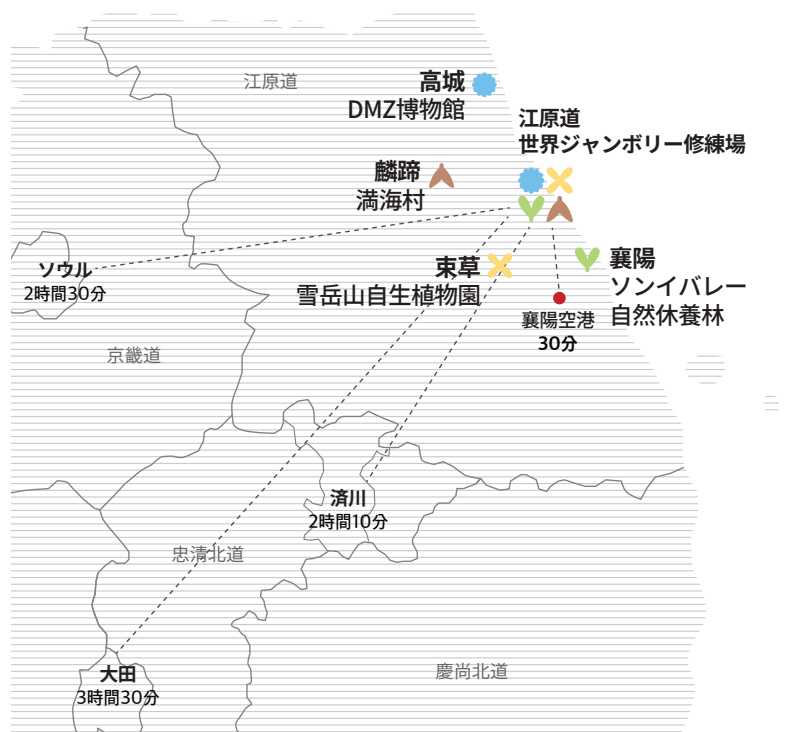 江原道
高城
DMZ博物館
江原道
世界ジャンボリー修練場
麟蹄
満海村
ソウル
2時間30分
束草
雪岳山自生植物園
襄陽
ソンイバレー
自然休養林
襄陽空港
30分
京畿道
済川
2時間10分
忠清北道
大田
3時間30分
慶尚北道